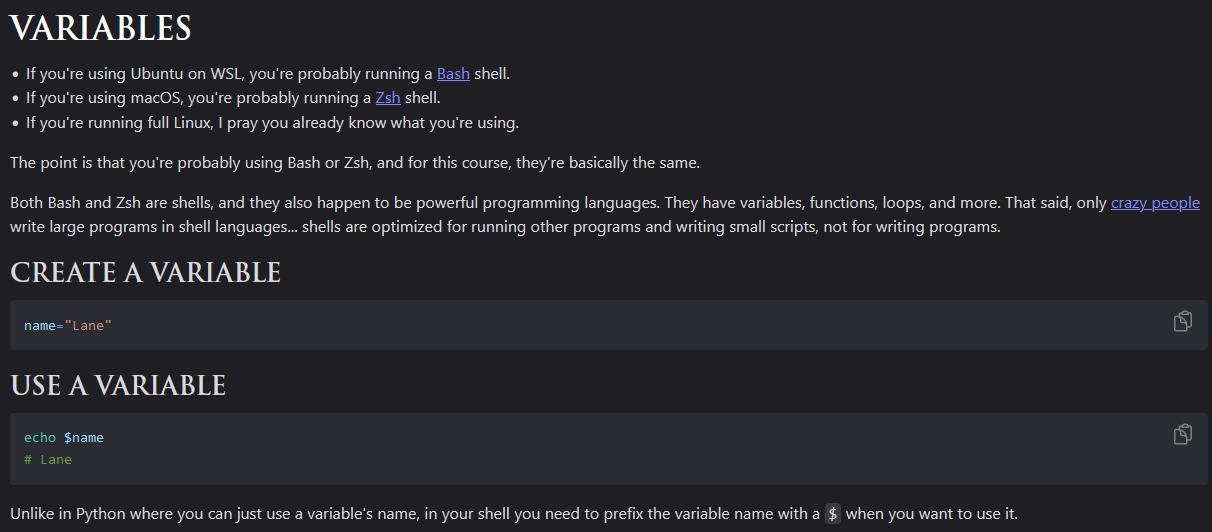 VARIABLES
• If you're using Ubuntu on WSL, you're probably running a Bash shell.
• If you're using macOS, you're probably running a Zsh shell.
• If you're running full Linux, I pray you already know what you're using.
The point is that you're probably using Bash or Zsh, and for this course, they're basically the same.
Both Bash and Zsh are shells, and they also happen to be powerful programming languages. They have variables, functions, loops, and more. That said, only crazy people
write large programs in shell languages... shells are optimized for running other programs and writing small scripts, not for writing programs.
CREATE A VARIABLE
name="Lane"
USE A VARIABLE
echo $name
# Lane
Unlike in Python where you can just use a variable's name, in your shell you need to prefix the variable name with a $ when you want to use it.